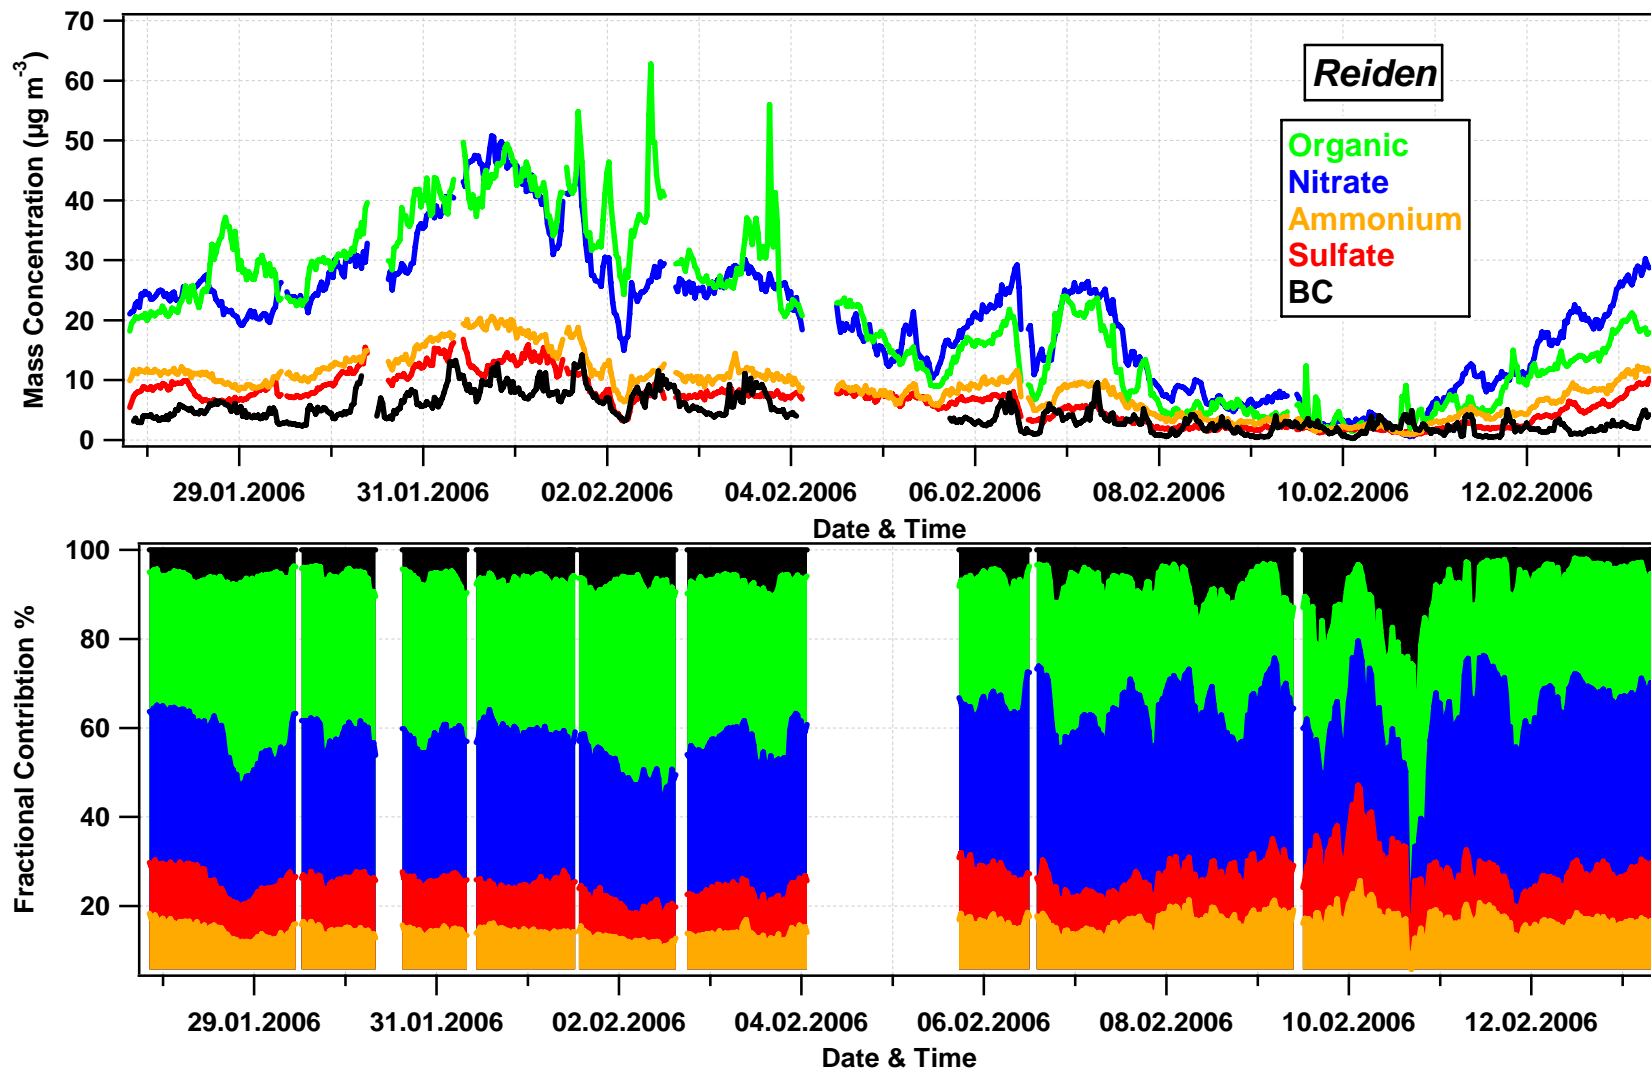 70
60
50
40
30
20
10
0
Mass Concentration (µg m-3)
Reiden
Organic
Nitrate
Ammonium
Sulfate
BC
29.01.2006 31.01.2006 02.02.2006 04.02.2006 06.02.2006 08.02.2006 10.02.2006 12.02.2006
Date & Time
100
80
60
40
20
Fractional Contribtion %
29.01.2006 31.01.2006 02.02.2006 04.02.2006 06.02.2006 08.02.2006 10.02.2006 12.02.2006
Date & Time